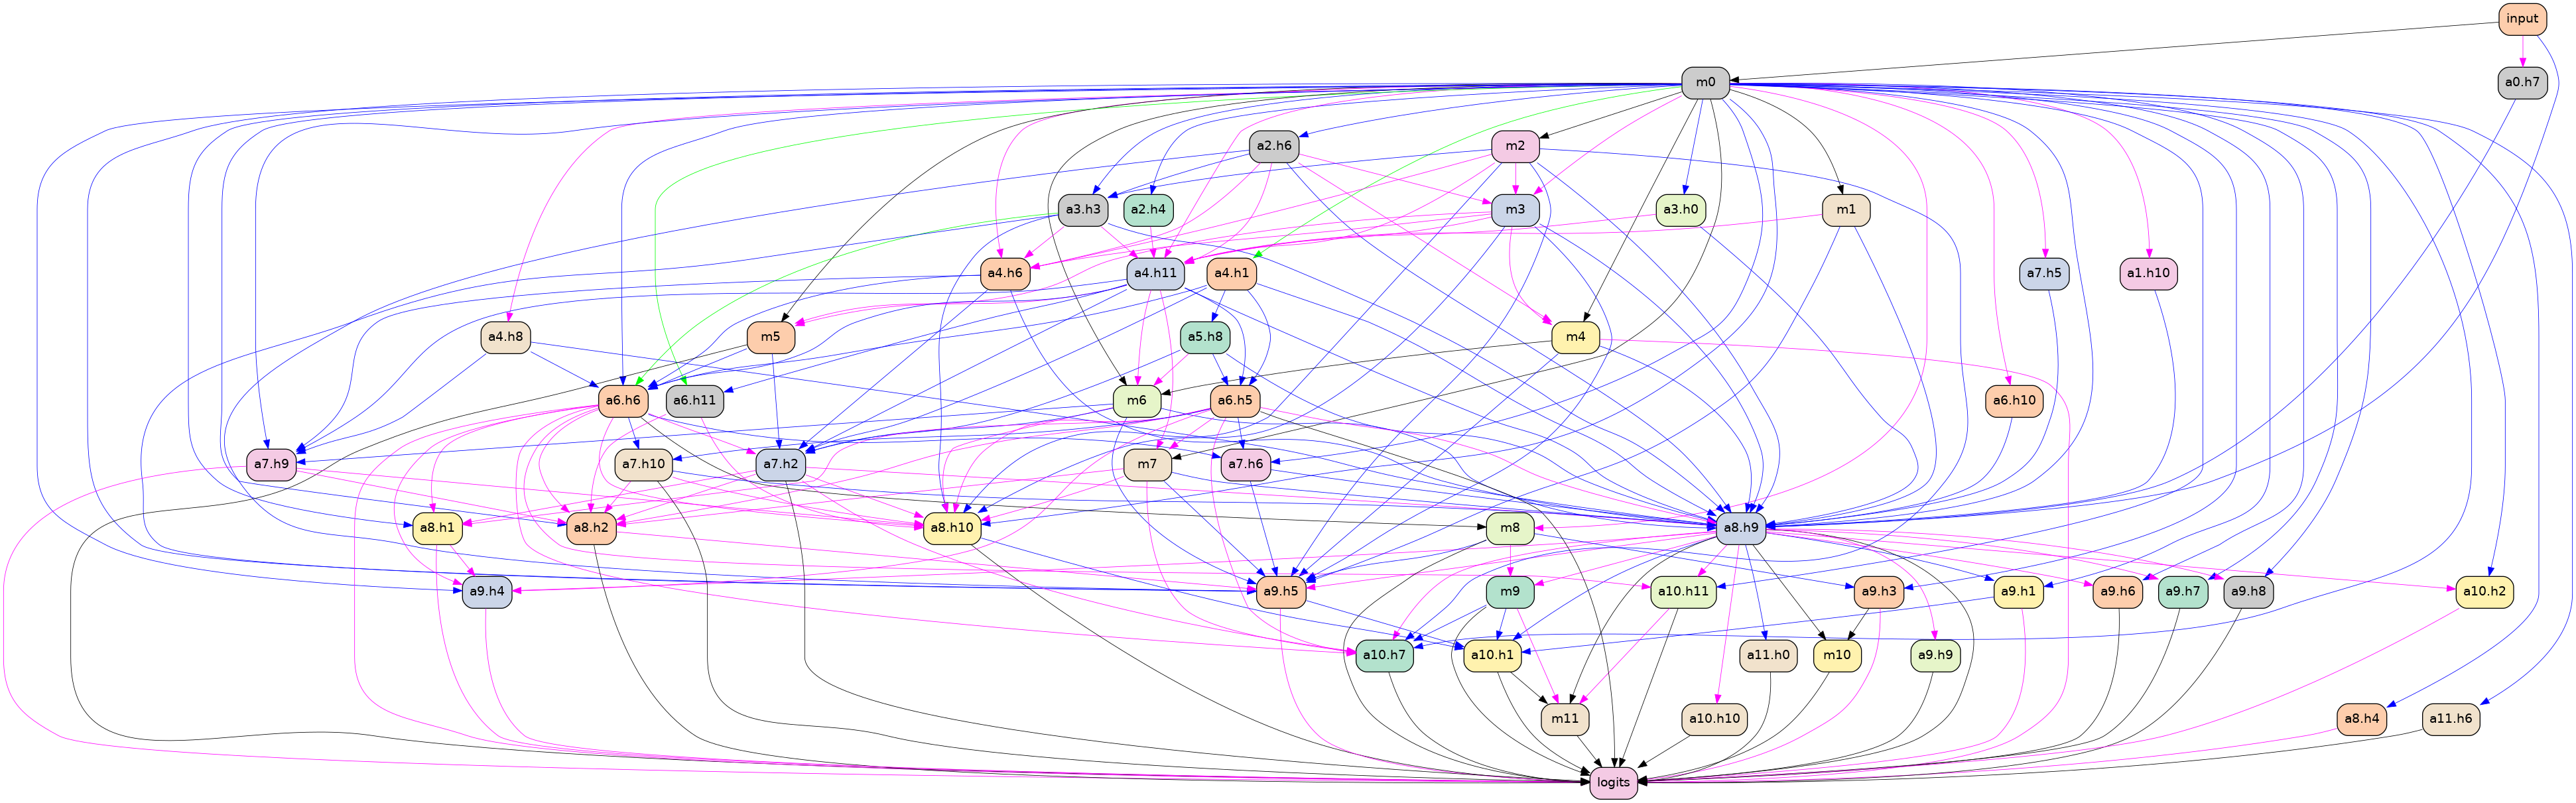 input
m0 a0.h7
a2.h6 m2
a3.h3 a2.h4 m3 a3.h0 m1
a4.h6 a4.h11 a4.h1 a7.h5 a1.h10
a4.h8 m5 a5.h8 m4
a6.h6 a6.h11 m6 a6.h5 a6.h10
a7.h9 a7.h10 a7.h2 m7 a7.h6
a8.h1 a8.h2 a8.h10 m8 a8.h9
a9.h4 a9.h5 m9 a10.h11 a9.h3 a9.h1 a9.h6 a9.h7 a9.h8 a10.h2
a10.h7 a10.h1 a11.h0 m10 a9.h9
m11 a10.h10 a8.h4 a11.h6
logits